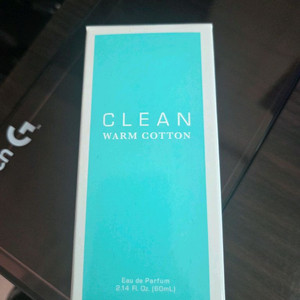 CLEAN
WARM COTTON
Eau de Parfum
2.14 fl. Oz. (60mL)